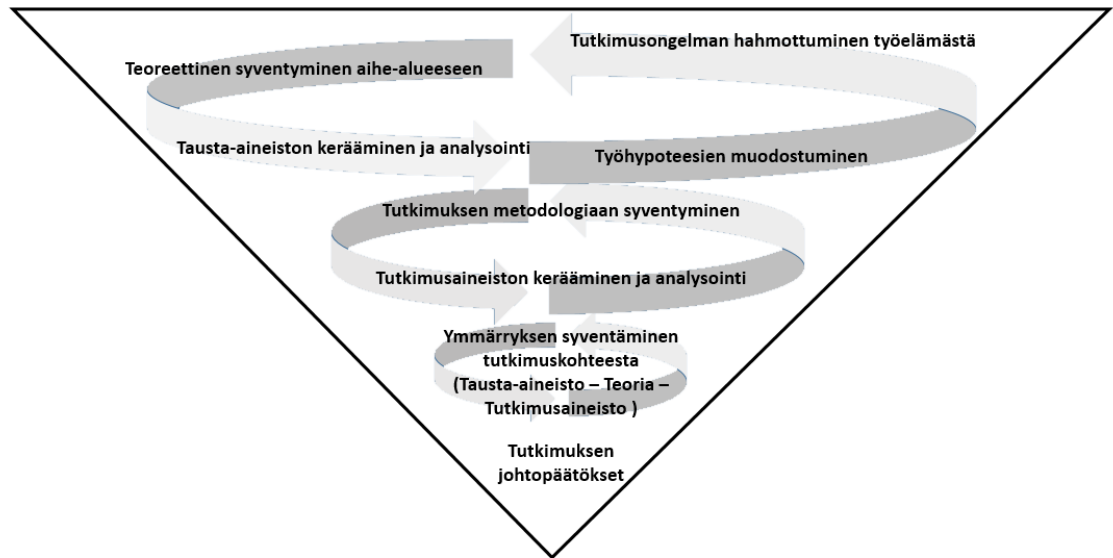 Tutkimusongelman hahmottuminen työelämästä
Teoreettinen syventyminen aihe-alueeseen
Tausta-aineiston kerääminen ja analysointi
Työhypoteesien muodostuminen
Tutkimuksen metodologiaan syventyminen
Tutkimusaineiston kerääminen ja analysointi
Ymmärryksen syventäminen
tutkimuskohteesta
(Tausta-aineisto – Teoria –
Tutkimusaineisto )
Tutkimuksen
johtopäätökset